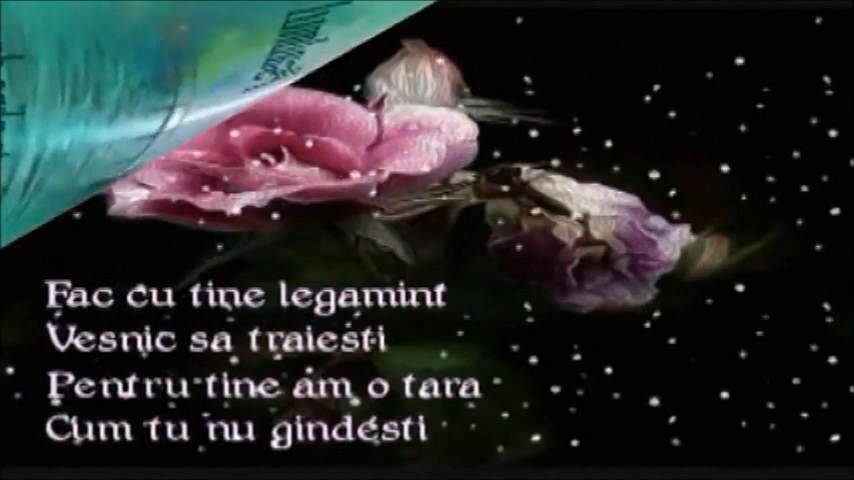 Fac cu tine legamint
Vesnic sa traiesti
Pentru tine am o tara
Cum tu nu gindesti